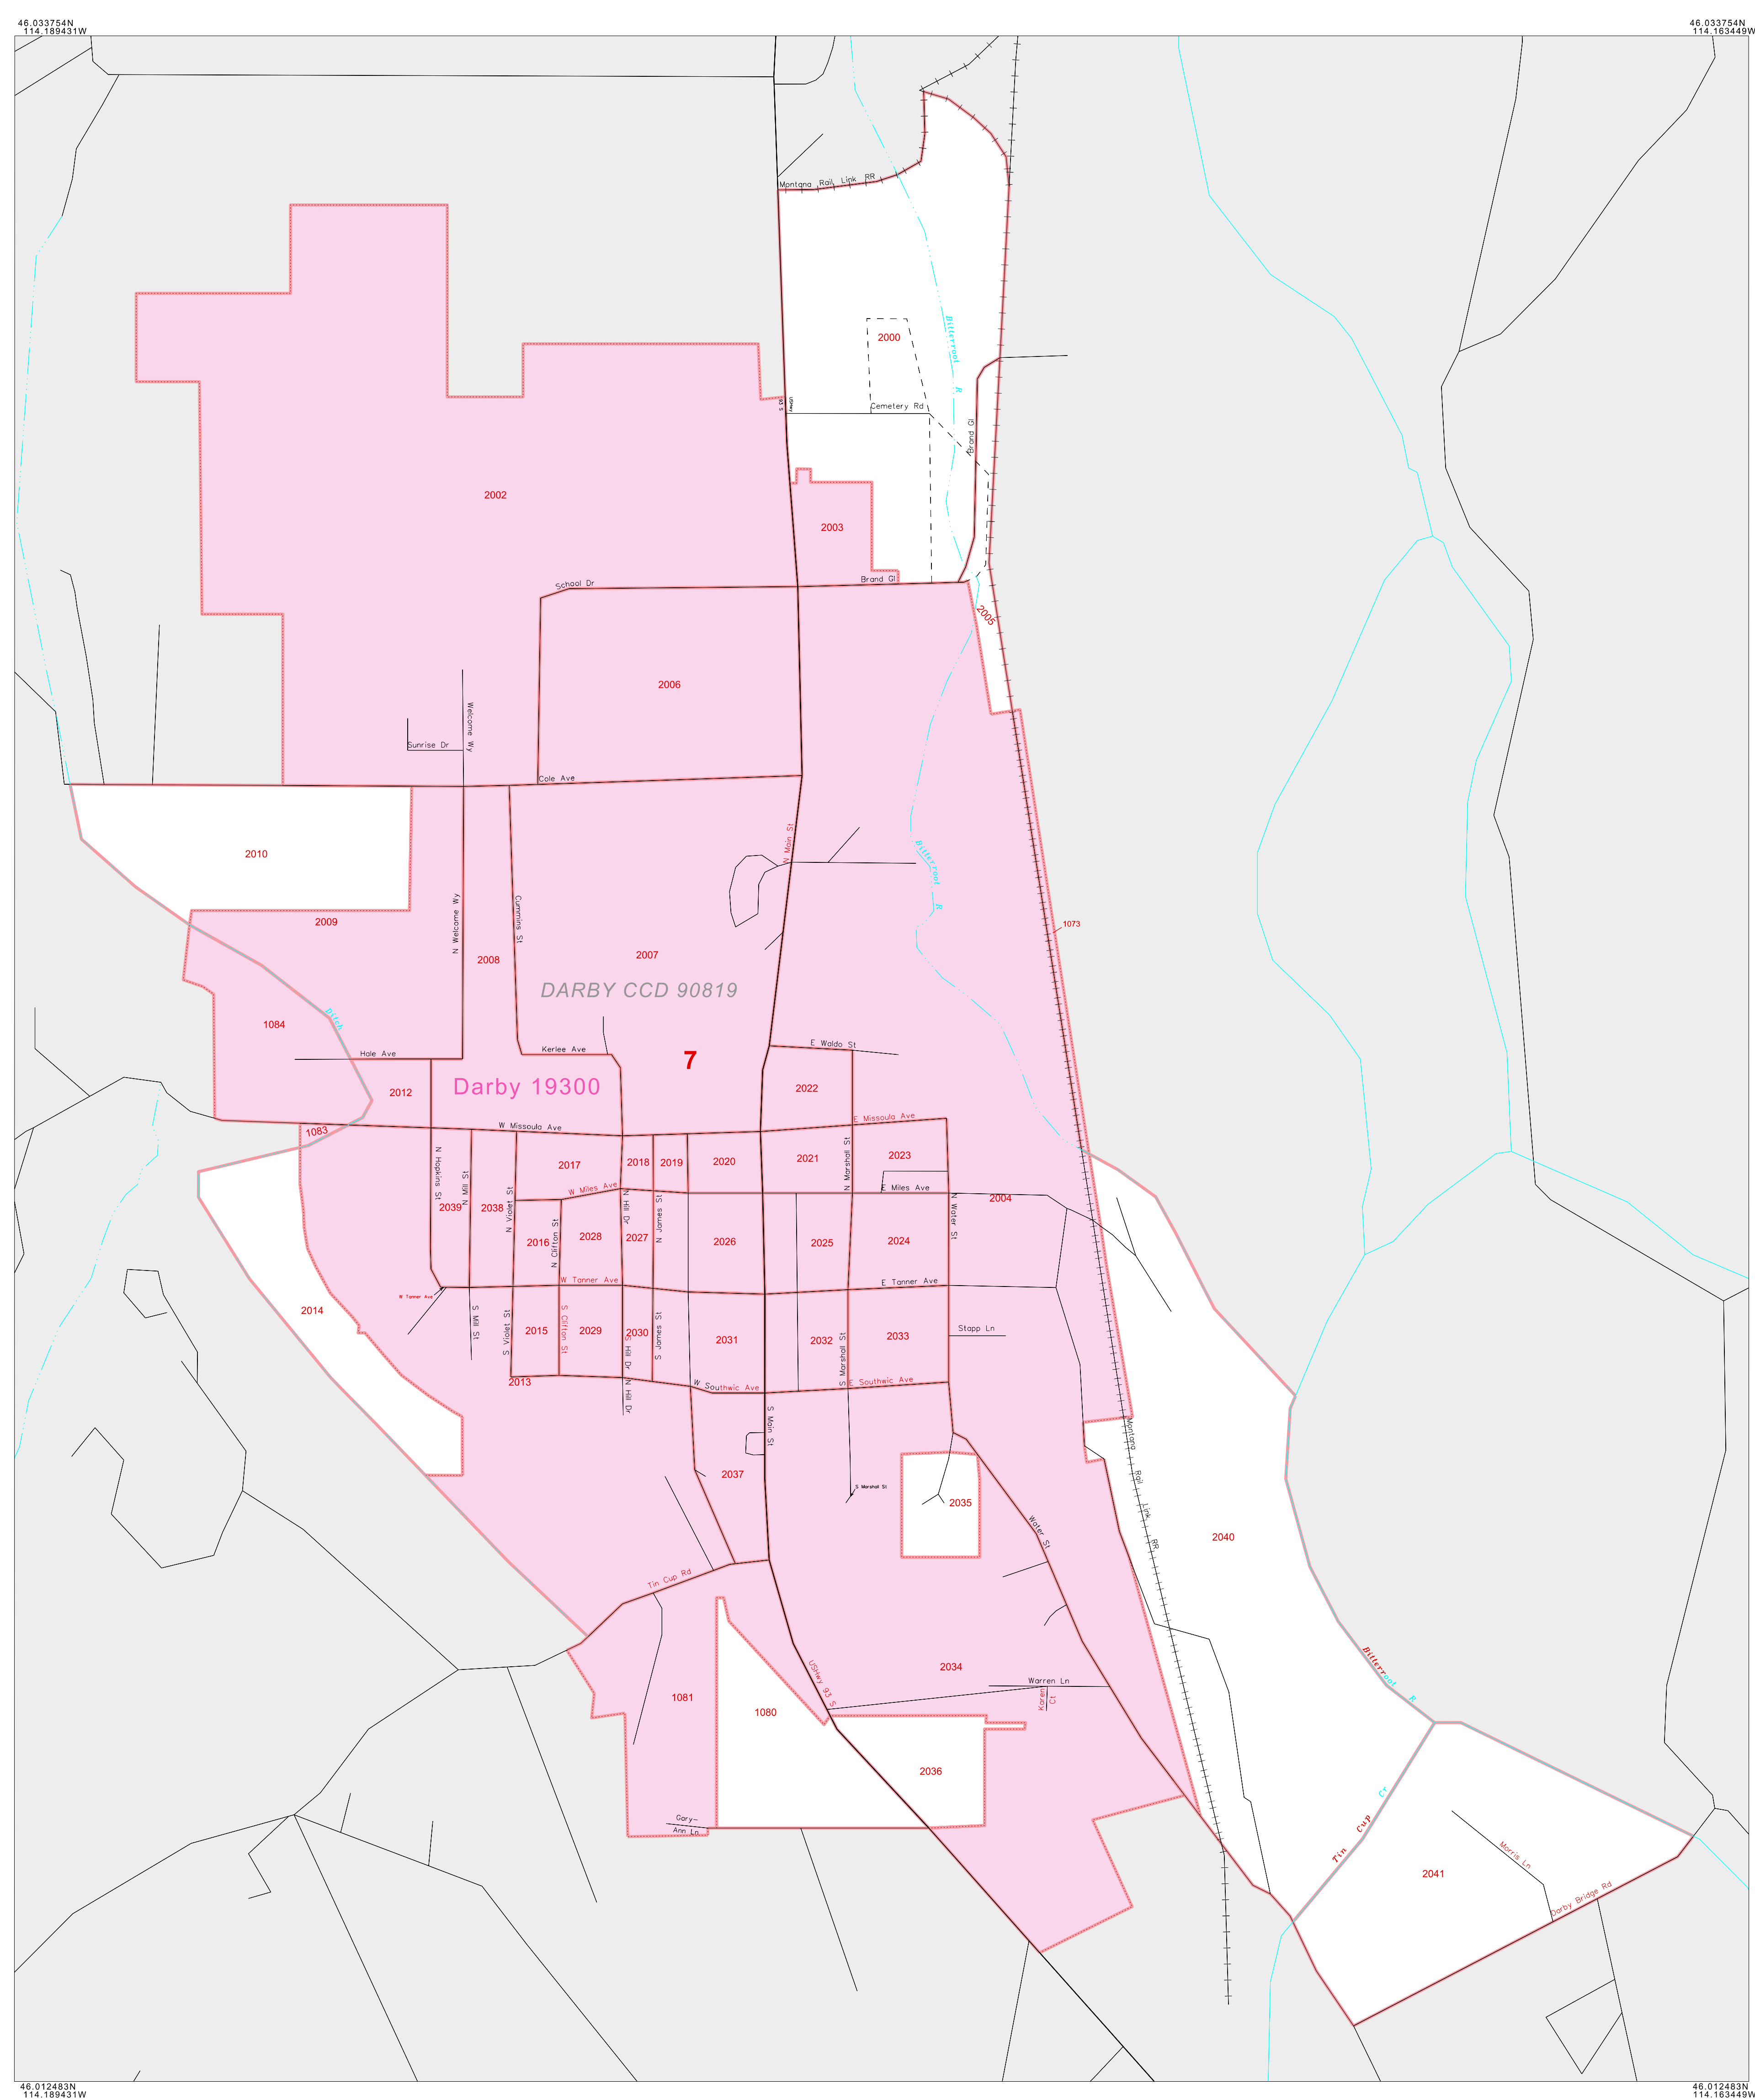 46.033754N
114.189431W
46.033754N
114.163449W
Montana Rail Link RR
2000
Bitterroot R
USHwy
93 S
Cemetery Rd
Brand Gl
2002
2003
School Dr
Brand Gl
2005
2006
Welcome Wy
Sunrise Dr
Cole Ave
N Main St
2010
Bitterroot R
2009
N Welcome Wy
Cummins St
1073
2008
2007
DARBY CCD 90819
Ditch
1084
Hale Ave
Kerlee Ave
E Waldo St
7
Darby 19300
2012
2022
E Missoula Ave
W Missoula Ave
1083
N Hopkins St
N Mill St
2017
2018
2019
2020
2021
N Marshall St
2023
W Miles Ave
E Miles Ave
2004
2039
2038
N Violet St
N Hill Dr
N James St
N Water St
2016
N Clifton St
2028
2027
2026
2025
2024
W Tanner Ave
E Tanner Ave
W Tanner Ave
2014
S Mill St
S Violet St
2015
S Clifton St
2029
2030
S Hill Dr
S James St
2031
2032
S Marshall St
2033
Stapp Ln
2013
N Hill Dr
W Southwic Ave
E Southwic Ave
S Main St
Montana Rail Link RR
2037
S Marshall St
2035
Water St
2040
Tin Cup Rd
USHwy 93 S
2034
Bitterroot R
Warren Ln
Karen
Ct
1081
1080
2036
Tin Cup Cr
Gary-
Ann Ln
Morris Ln
2041
Darby Bridge Rd
46.012483N
114.189431W
46.012483N
114.163449W